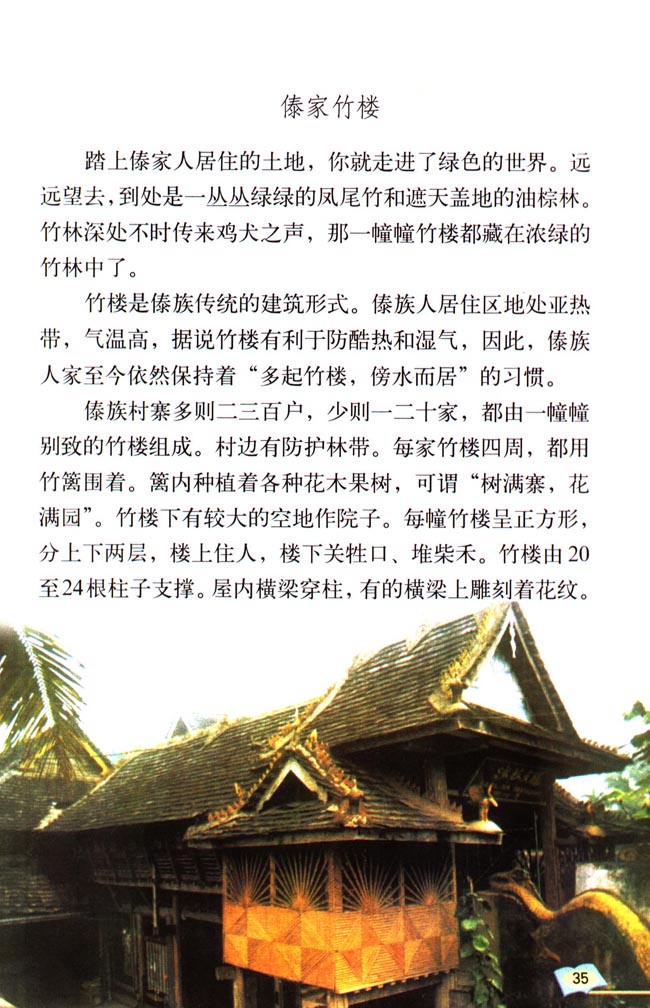 傣家竹楼
踏上傣家人居住的土地，你就走进了绿色的世界。远
远望去，到处是一丛丛绿绿的凤尾竹和遮天盖地的油棕林。
竹林深处不时传来鸡犬之声，那一幢幢竹楼都藏在浓绿的
竹林中了。
竹楼是傣族传统的建筑形式。傣族人居住区地处亚热
带，气温高，据说竹楼有利于防酷热和湿气，因此，傣族
人家至今依然保持着“多起竹楼，傍水而居”的习惯。
傣族村寨多则二三百户，少则一二十家，都由一幢幢
别致的竹楼组成。村边有防护林带。每家竹楼四周，都用
竹篱围着。篱内种植着各种花木果树，可谓“树满寨，花
满园”。竹楼下有较大的空地作院子。每幢竹楼呈正方形，
分上下两层，楼上住人，楼下关牲口、堆柴禾。竹楼由20
至24根柱子支撑。屋内横梁穿柱，有的横梁上雕刻着花纹。
35